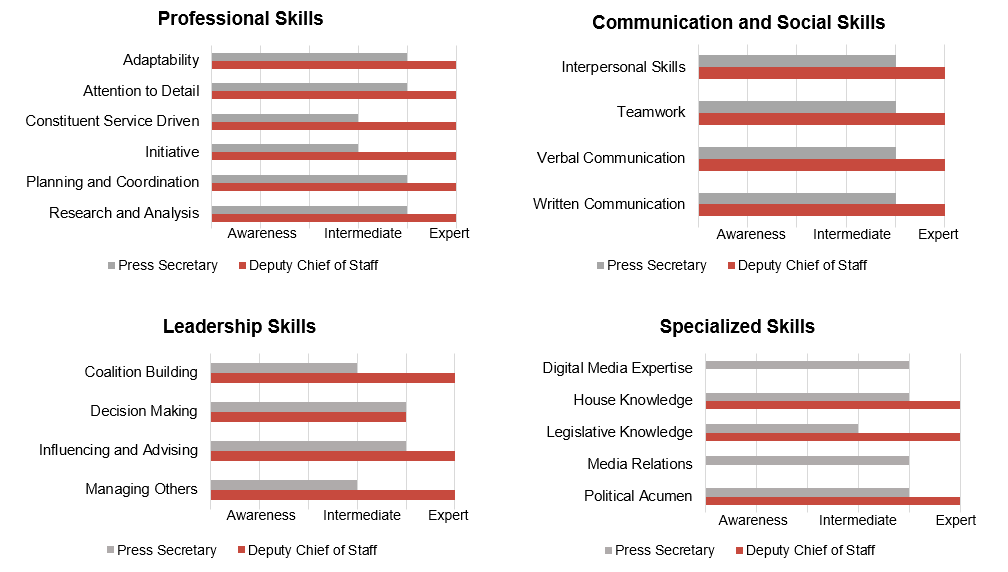 Professional Skills
Adaptability
Attention to Detail
Constituent Service Driven
Initiative
Planning and Coordination
Research and Analysis
Awareness Intermediate Expert
Press Secretary Deputy Chief of Staff
Communication and Social Skills
Interpersonal Skills
Teamwork
Verbal Communication
Written Communication
Awareness Intermediate Expert
Press Secretary Deputy Chief of Staff
Leadership Skills
Coalition Building
Decision Making
Influencing and Advising
Managing Others
Awareness Intermediate Expert
Press Secretary Deputy Chief of Staff
Specialized Skills
Digital Media Expertise
House Knowledge
Legislative Knowledge
Media Relations
Political Acumen
Awareness Intermediate Expert
Press Secretary Deputy Chief of Staff